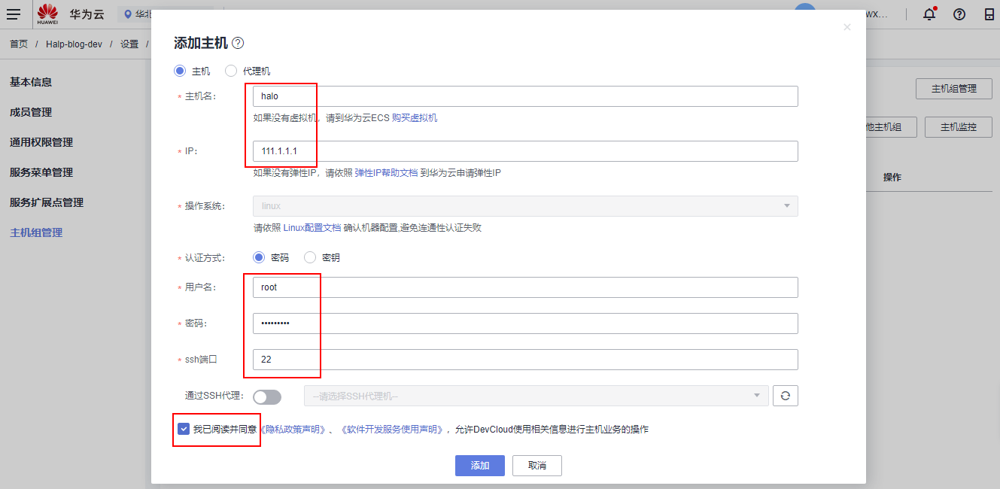 HUAWEI
华为云
华北
WX...
首页 / Halp-blog-dev / 设置 /
基本信息
成员管理
通用权限管理
服务菜单管理
服务扩展点管理
主机组管理
主机组管理
他主机组
主机监控
操作
添加主机 ?
主机 代理机
* 主机名: halo
如果没有虚拟机，请到华为云ECS 购买虚拟机
* IP: 111.1.1.1
如果没有弹性IP，请依照 弹性IP帮助文档 到华为云申请弹性IP
* 操作系统: linux
请依照 Linux配置文档 确认机器配置,避免连通性认证失败
* 认证方式: 密码 密钥
* 用户名: root
* 密码: •••••••••
* ssh端口 22
通过SSH代理: --请选择SSH代理机--
我已阅读并同意《隐私政策声明》、《软件开发服务使用声明》，允许DevCloud使用相关信息进行主机业务的操作
添加 取消